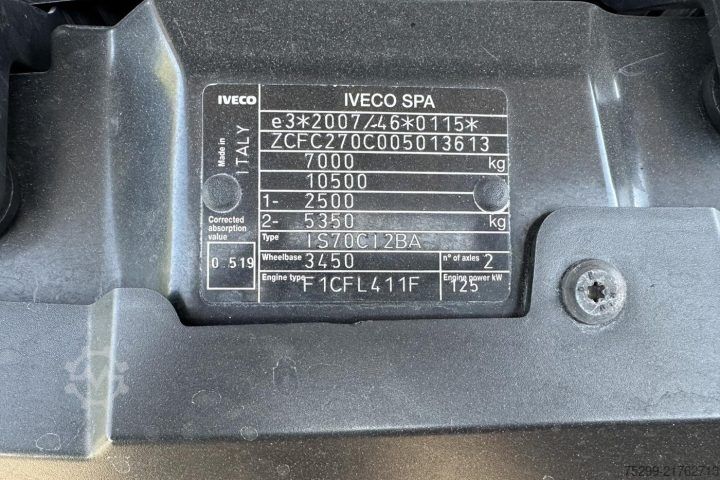 IVECO
IVECO SPA
e3*2007/46*0115*
ZCFC270C005013613
7000 kg
10500
1- 2500
2- 5350 kg
Type IS70CI2BA
Wheelbase 3450 n° of axles 2
Engine type F1CFL411F Engine power kW 125
Made in ITALY
Corrected absorption value
0.519
75299-21762713